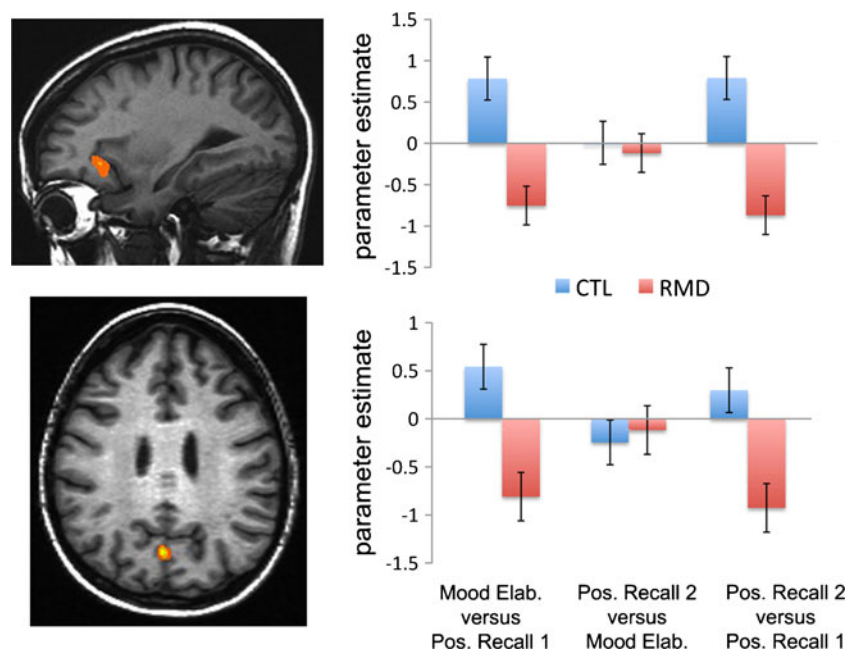 1.5
1
0.5
0
-0.5
-1
-1.5
parameter estimate
CTL RMD
1
0.5
0
-0.5
-1
-1.5
parameter estimate
Mood Elab. Pos. Recall 2 Pos. Recall 2
versus versus versus
Pos. Recall 1 Mood Elab. Pos. Recall 1